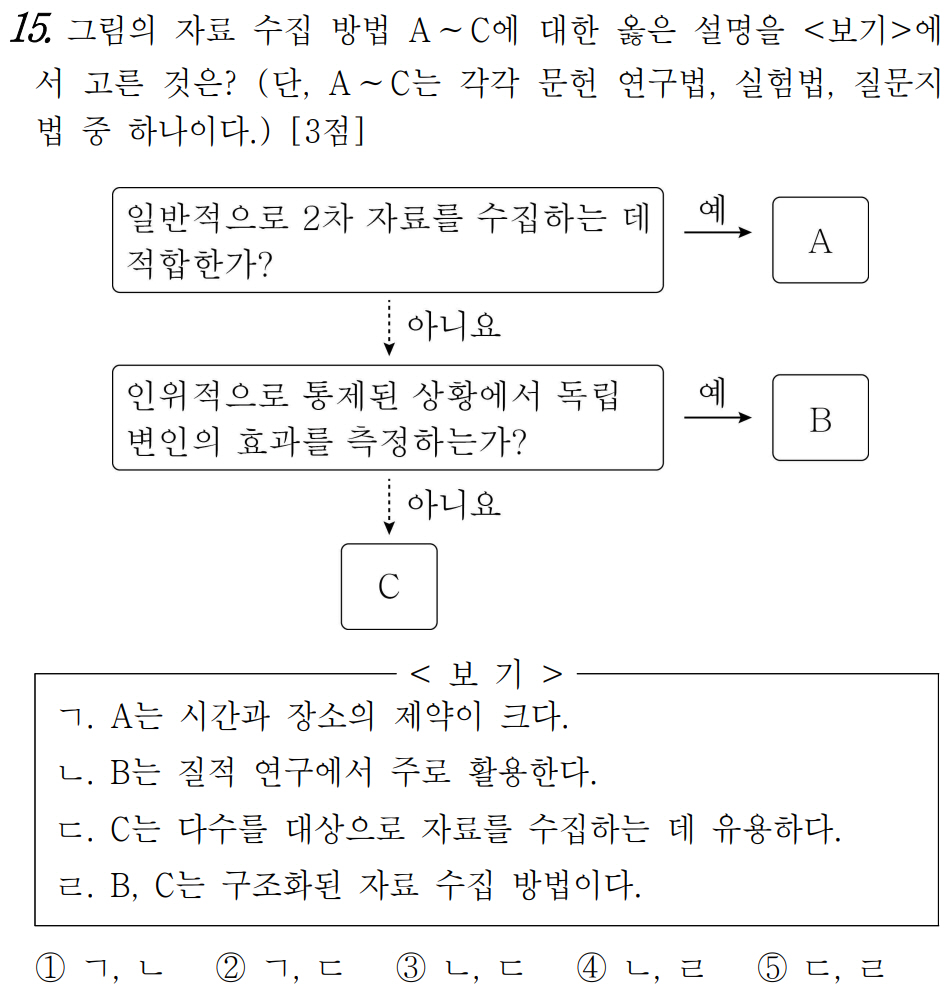 15. 그림의 자료 수집 방법 A~C에 대한 옳은 설명을 <보기>에
서 고른 것은? (단, A~C는 각각 문헌 연구법, 실험법, 질문지
법 중 하나이다.) [3점]
일반적으로 2차 자료를 수집하는 데
적합한가?
예
A
아니요
인위적으로 통제된 상황에서 독립
변인의 효과를 측정하는가?
예
B
아니요
C
< 보 기 >
ㄱ. A는 시간과 장소의 제약이 크다.
ㄴ. B는 질적 연구에서 주로 활용한다.
ㄷ. C는 다수를 대상으로 자료를 수집하는 데 유용하다.
ㄹ. B, C는 구조화된 자료 수집 방법이다.
① ㄱ, ㄴ ② ㄱ, ㄷ ③ ㄴ, ㄷ ④ ㄴ, ㄹ ⑤ ㄷ, ㄹ